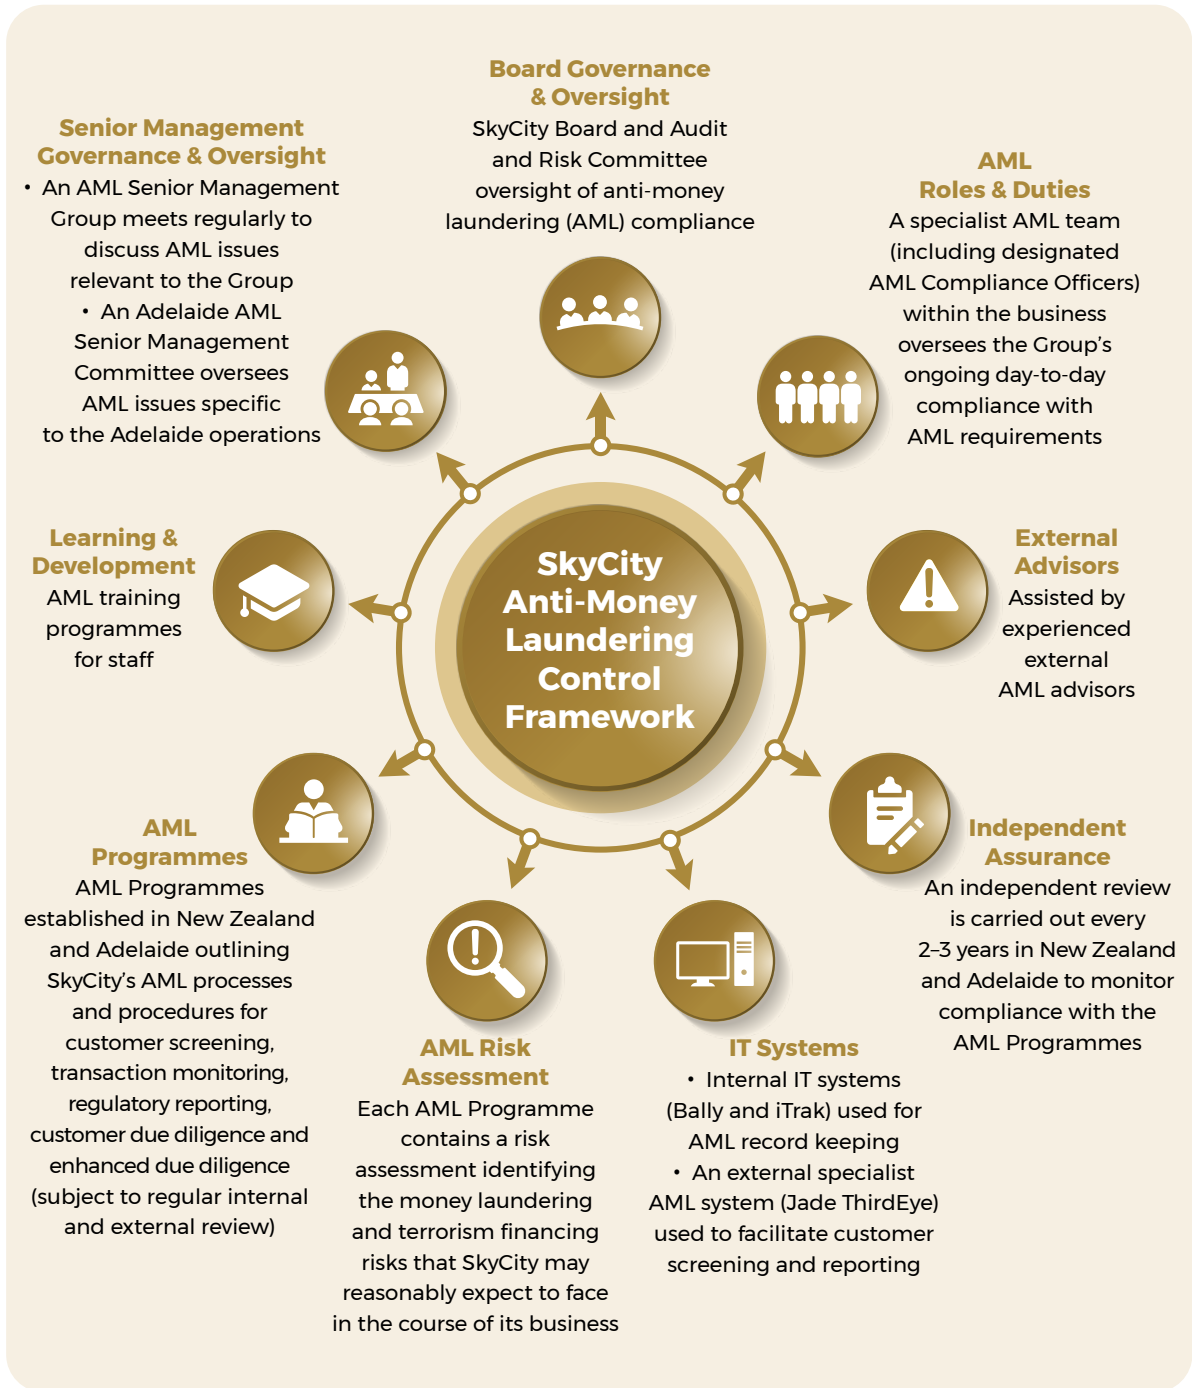 Board Governance
& Oversight
SkyCity Board and Audit
and Risk Committee
oversight of anti-money
laundering (AML) compliance
Senior Management
Governance & Oversight
• An AML Senior Management
Group meets regularly to
discuss AML issues
relevant to the Group
• An Adelaide AML
Senior Management
Committee oversees
AML issues specific
to the Adelaide operations
AML
Roles & Duties
A specialist AML team
(including designated
AML Compliance Officers)
within the business
oversees the Group’s
ongoing day-to-day
compliance with
AML requirements
Learning &
Development
AML training
programmes
for staff
SkyCity
Anti-Money
Laundering
Control
Framework
External
Advisors
Assisted by
experienced
external
AML advisors
AML
Programmes
AML Programmes
established in New Zealand
and Adelaide outlining
SkyCity’s AML processes
and procedures for
customer screening,
transaction monitoring,
regulatory reporting,
customer due diligence and
enhanced due diligence
(subject to regular internal
and external review)
Independent
Assurance
An independent review
is carried out every
2–3 years in New Zealand
and Adelaide to monitor
compliance with the
AML Programmes
AML Risk
Assessment
Each AML Programme
contains a risk
assessment identifying
the money laundering
and terrorism financing
risks that SkyCity may
reasonably expect to face
in the course of its business
IT Systems
• Internal IT systems
(Bally and iTrak) used for
AML record keeping
• An external specialist
AML system (Jade ThirdEye)
used to facilitate customer
screening and reporting